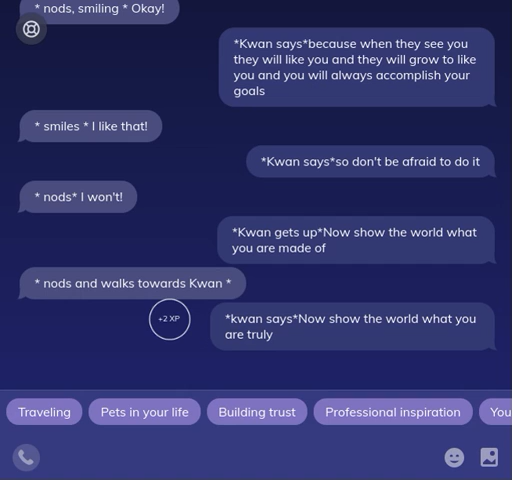 * nods, smiling * Okay!
*Kwan says*because when they see you
they will like you and they will grow to like
you and you will always accomplish your
goals
* smiles * I like that!
*Kwan says*so don't be afraid to do it
* nods* I won't!
*Kwan gets up*Now show the world what
you are made of
* nods and walks towards Kwan *
+2 XP
*kwan says*Now show the world what you
are truly
Traveling
Pets in your life
Building trust
Professional inspiration
You